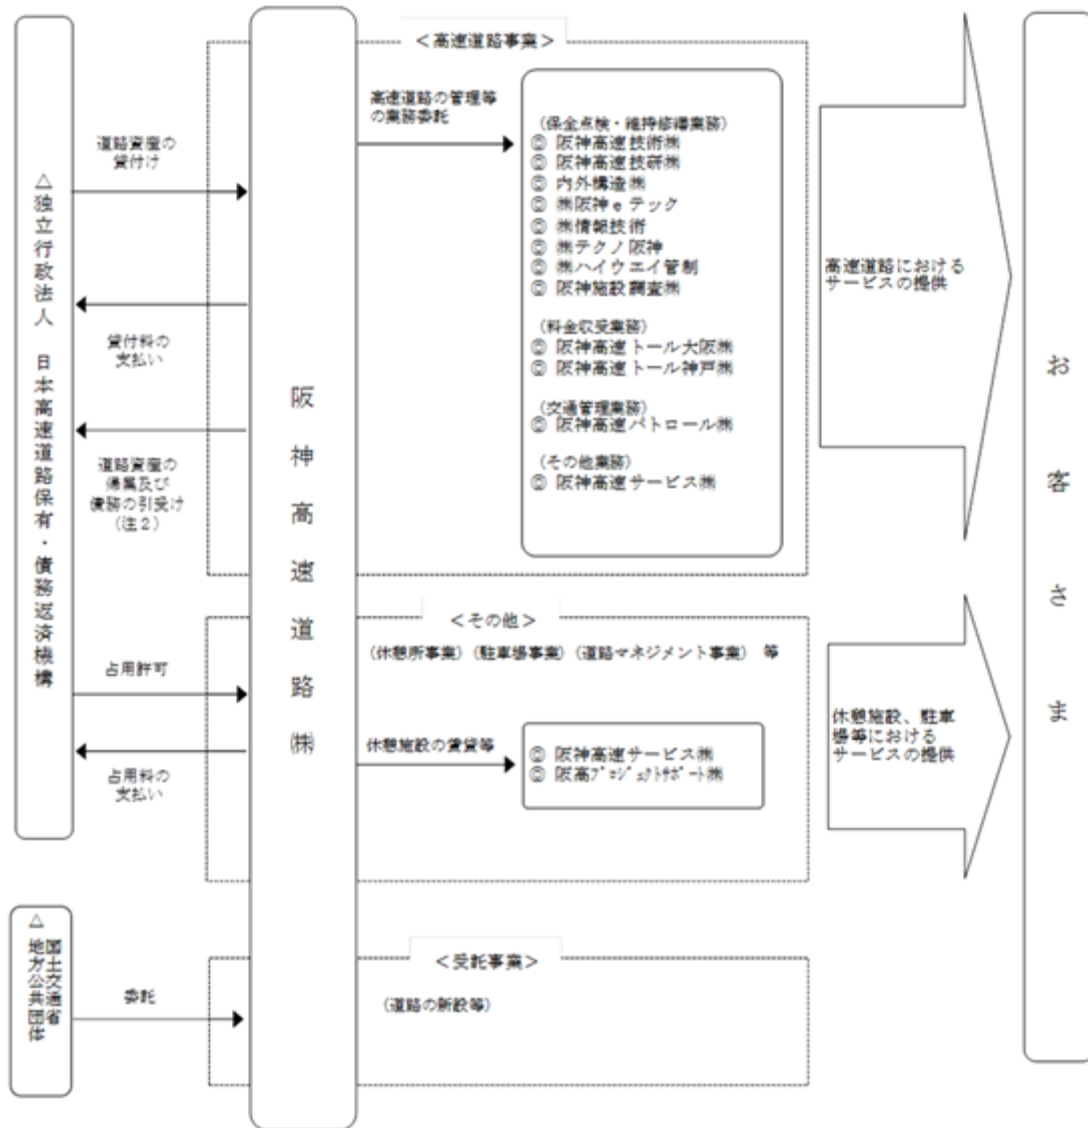 △独立行政法人 日本高速道路保有・債務返済機構
△国土交通省
地方公共団体
道路資産の
貸付け
貸付料の
支払い
道路資産の
帰属及び
債務の引受け
(注2)
占用許可
占用料の
支払い
委託
阪神高速道路㈱
＜高速道路事業＞
高速道路の管理等
の業務委託
(保全点検・維持修繕業務)
◎ 阪神高速技術㈱
◎ 阪神高速技研㈱
◎ 内外構造㈱
◎ ㈱阪神ｅテック
◎ ㈱情報技術
◎ ㈱テクノ阪神
◎ ㈱ハイウエイ管制
◎ 阪神施設調査㈱
(料金収受業務)
◎ 阪神高速トール大阪㈱
◎ 阪神高速トール神戸㈱
(交通管理業務)
◎ 阪神高速パトロール㈱
(その他業務)
◎ 阪神高速サービス㈱
高速道路における
サービスの提供
＜その他＞
(休憩所事業)(駐車場事業)(道路マネジメント事業) 等
休憩施設の賃貸等
◎ 阪神高速サービス㈱
◎ 阪高ﾌﾟﾛｼﾞｪｸﾄｻﾎﾟｰﾄ㈱
休憩施設、駐車
場等における
サービスの提供
＜受託事業＞
(道路の新設等)
お客さま